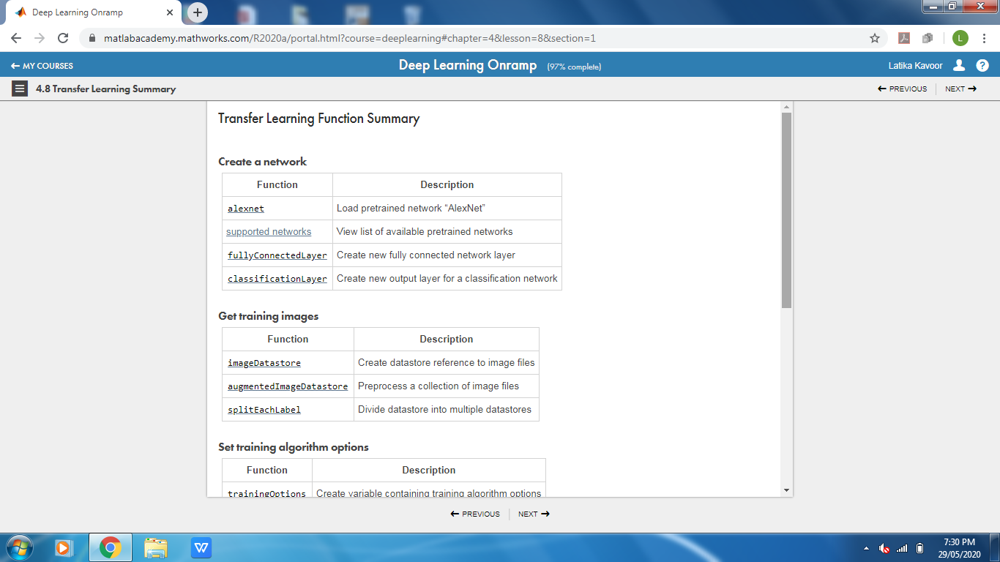 Deep Learning Onramp
matlabacademy.mathworks.com/R2020a/portal.html?course=deeplearning#chapter=4&lesson=8&section=1
L
MY COURSES
Deep Learning Onramp (97% complete)
Latika Kavoor
?
4.8 Transfer Learning Summary
PREVIOUS
NEXT
Transfer Learning Function Summary
Create a network
Function Description
alexnet Load pretrained network “AlexNet”
supported networks View list of available pretrained networks
fullyConnectedLayer Create new fully connected network layer
classificationLayer Create new output layer for a classification network
Get training images
Function Description
imageDatastore Create datastore reference to image files
augmentedImageDatastore Preprocess a collection of image files
splitEachLabel Divide datastore into multiple datastores
Set training algorithm options
Function Description
trainingOptions Create variable containing training algorithm options
PREVIOUS
NEXT
W
7:30 PM
29/05/2020